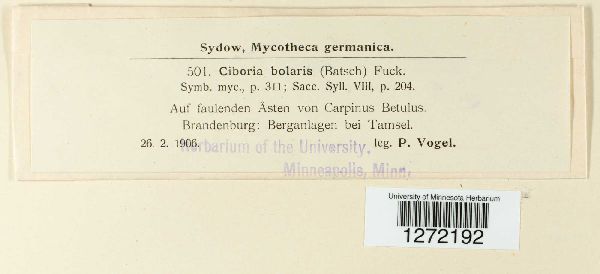 Sydow, Mycotheca germanica.
501. Ciboria bolaris (Batsch) Fuck.
Symb. myc., p. 311; Sacc. Syll. VIII, p. 204.
Auf faulenden Ästen von Carpinus Betulus.
Brandenburg: Berganlagen bei Tamsel.
26. 2. 1906. leg. P. Vogel.
Herbarium of the University.
Minneapolis, Minn.
University of Minnesota Herbarium
1272192